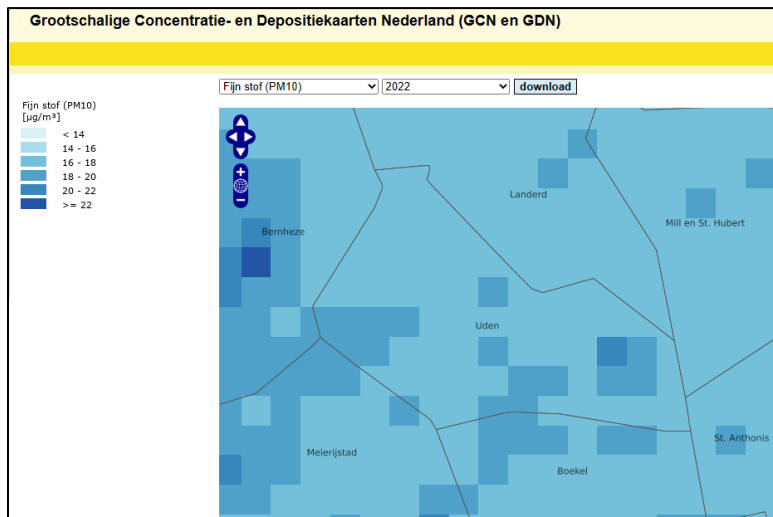 Grootschalige Concentratie- en Depositiekaarten Nederland (GCN en GDN)
Fijn stof (PM10) 2022 download
Fijn stof (PM10)
[µg/m³]
< 14
14 - 16
16 - 18
18 - 20
20 - 22
>= 22
Landerd
Mill en St. Hubert
Bernheze
Uden
St. Anthonis
Meierijstad
Boekel